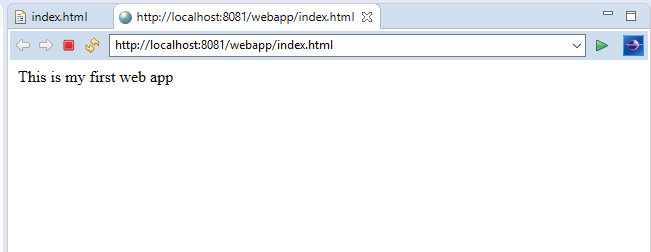 index.html http://localhost:8081/webapp/index.html
http://localhost:8081/webapp/index.html
This is my first web app